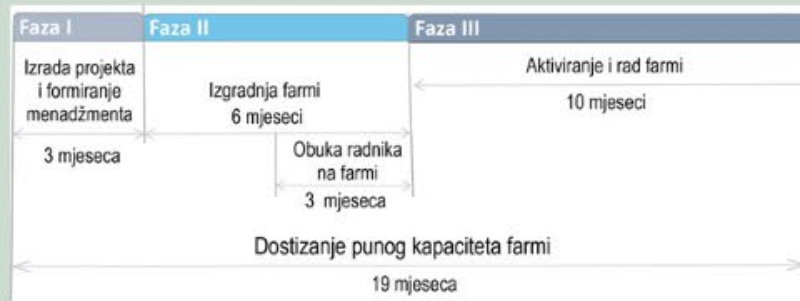 Faza I
Faza II
Faza III
Izrada projekta
i formiranje
menadžmenta
3 mjeseca
Izgradnja farmi
6 mjeseci
Obuka radnika
na farmi
3 mjeseca
Aktiviranje i rad farmi
10 mjeseci
Dostizanje punog kapaciteta farmi
19 mjeseca